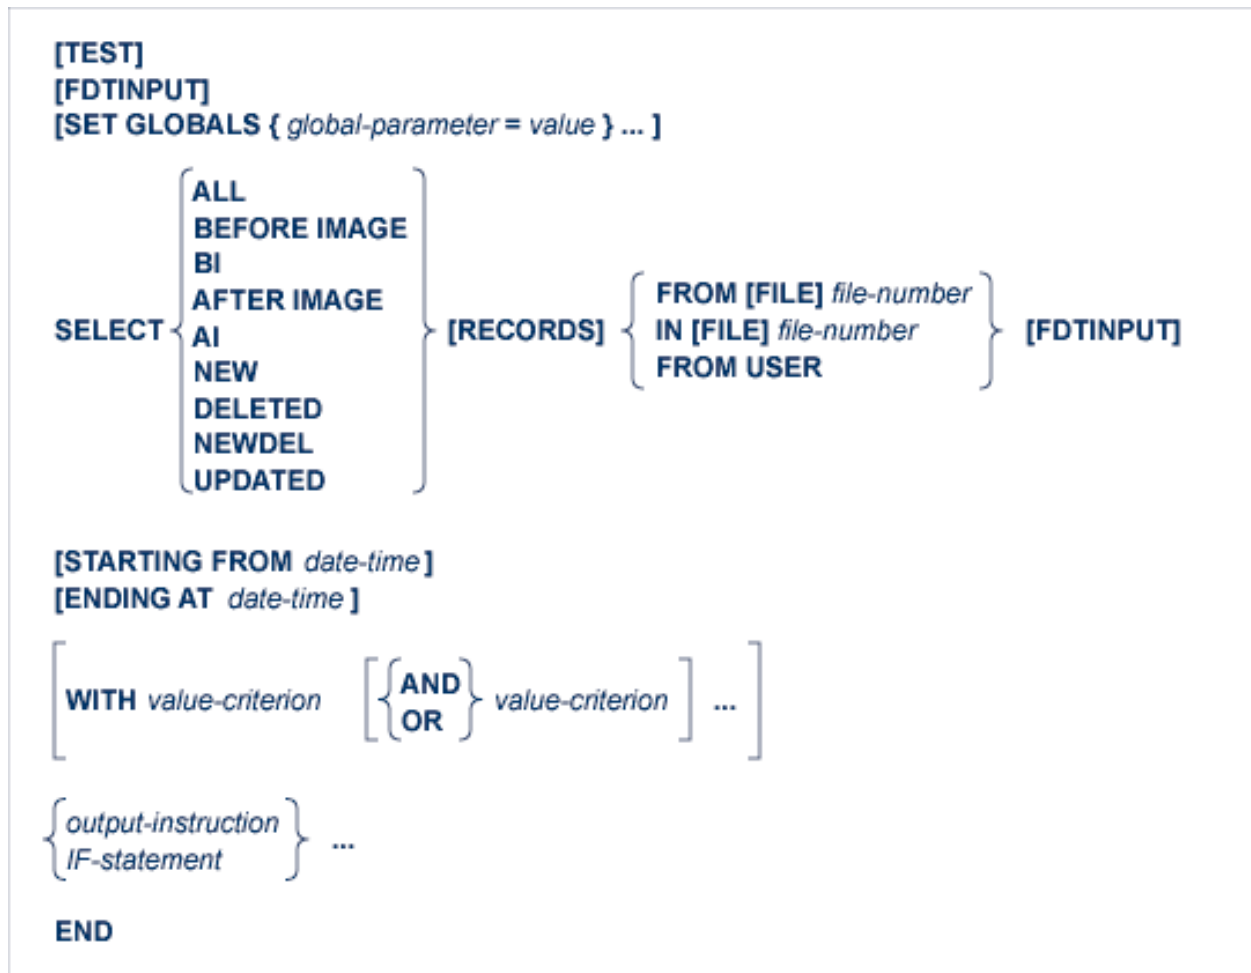 [TEST]
[FDTINPUT]
[SET GLOBALS { global-parameter = value } ... ]
ALL
BEFORE IMAGE
BI
AFTER IMAGE
SELECT AI [RECORDS] FROM [FILE] file-number
IN [FILE] file-number [FDTINPUT]
FROM USER
NEW
DELETED
NEWDEL
UPDATED
[STARTING FROM date-time ]
[ENDING AT date-time ]
[ WITH value-criterion [ { AND
OR } value-criterion ] ... ]
{ output-instruction
IF-statement } ...
END